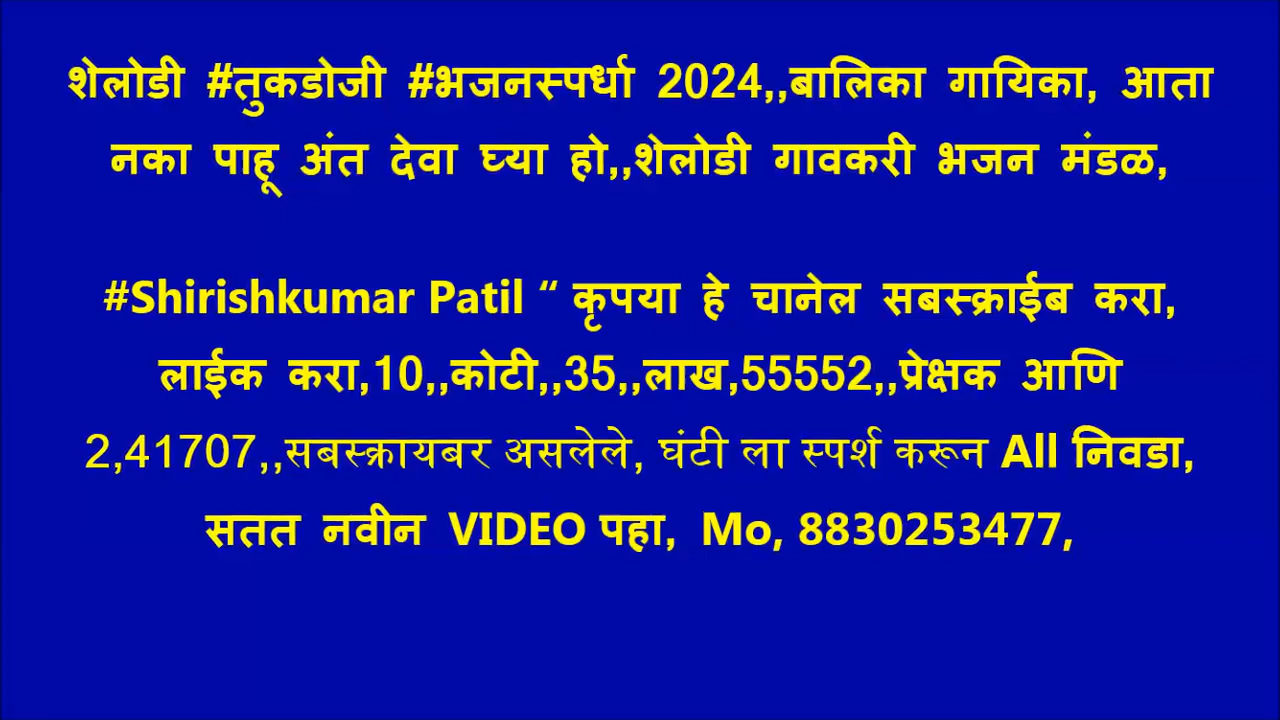 शेलोडी #तुकडोजी #भजनस्पर्धा 2024,,बालिका गायिका, आता
नका पाहू अंत देवा घ्या हो,,शेलोडी गावकरी भजन मंडळ,
#Shirishkumar Patil “ कृपया हे चानेल सबस्क्राईब करा,
लाईक करा,10,,कोटी,,35,,लाख,55552,,प्रेक्षक आणि
2,41707,,सबस्क्रायबर असलेले, घंटी ला स्पर्श करून All निवडा,
सतत नवीन VIDEO पहा, Mo, 8830253477,